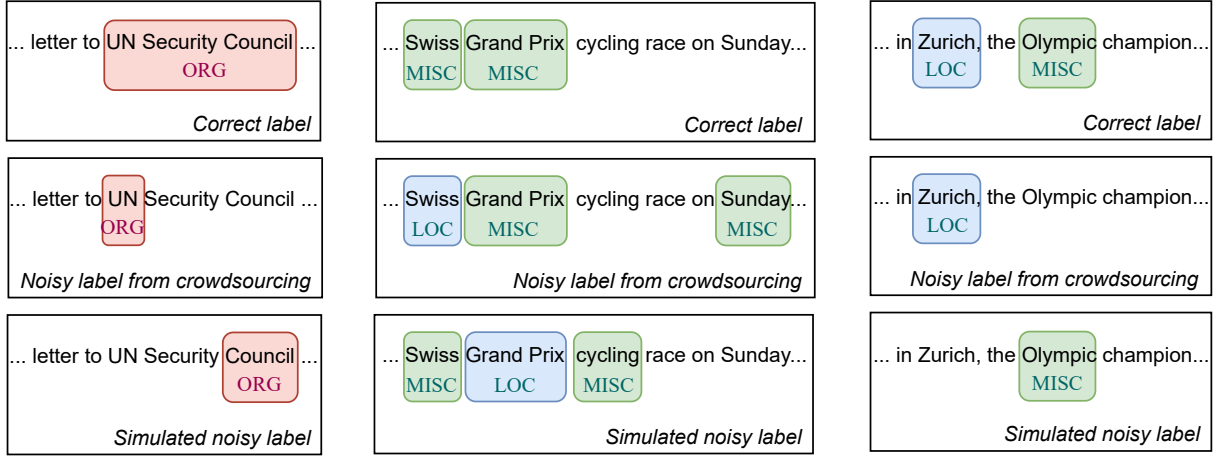 ... letter to UN Security Council ...
ORG
Correct label
... Swiss Grand Prix cycling race on Sunday...
MISC MISC
Correct label
... in Zurich, the Olympic champion...
LOC MISC
Correct label
... letter to UN Security Council ...
ORG
Noisy label from crowdsourcing
... Swiss Grand Prix cycling race on Sunday...
LOC MISC MISC
Noisy label from crowdsourcing
... in Zurich, the Olympic champion...
LOC
Noisy label from crowdsourcing
... letter to UN Security Council ...
ORG
Simulated noisy label
... Swiss Grand Prix cycling race on Sunday...
MISC LOC MISC
Simulated noisy label
... in Zurich, the Olympic champion...
MISC
Simulated noisy label